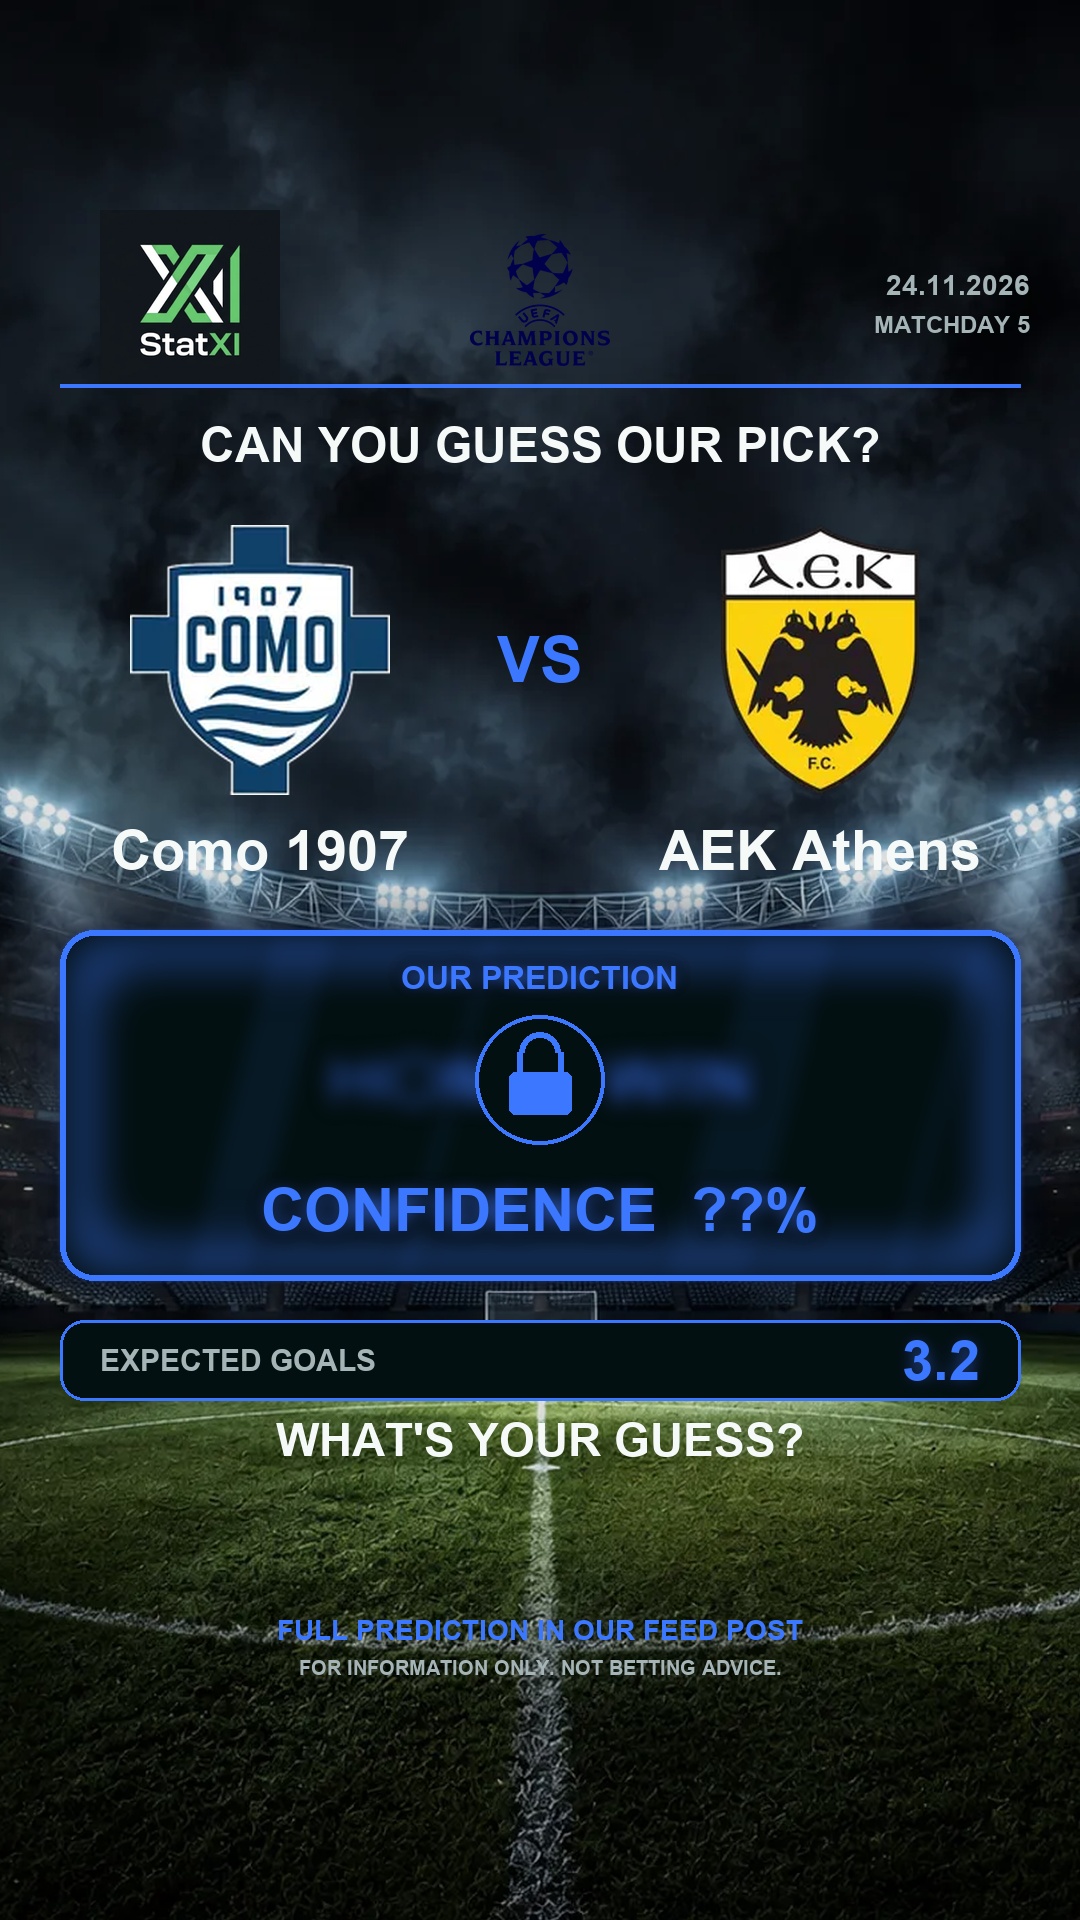 StatXI
UEFA
CHAMPIONS
LEAGUE
24.11.2026
MATCHDAY 5
CAN YOU GUESS OUR PICK?
1907
COMO
VS
Α.Ε.Κ
F.C.
Como 1907
AEK Athens
OUR PREDICTION
CONFIDENCE ??%
EXPECTED GOALS
3.2
WHAT'S YOUR GUESS?
FULL PREDICTION IN OUR FEED POST
FOR INFORMATION ONLY. NOT BETTING ADVICE.